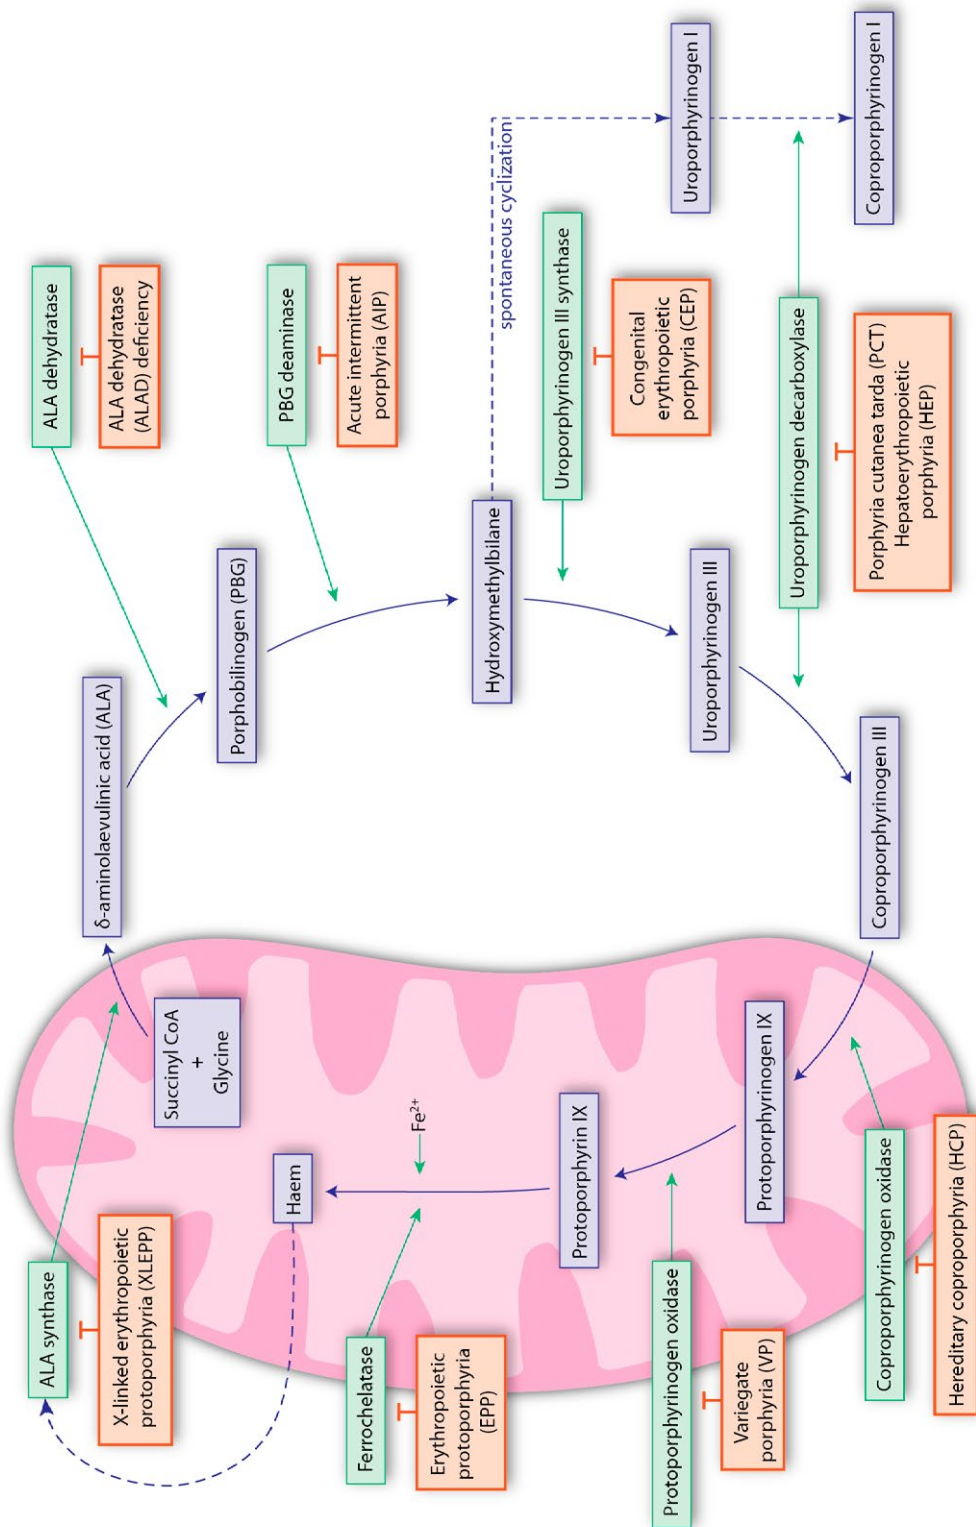 ALA synthase
X-linked erythropoietic
protoporphyria (XLEPP)
Succinyl CoA
+
Glycine
δ-aminolaevulinic acid (ALA)
ALA dehydratase
ALA dehydratase
(ALAD) deficiency
Porphobilinogen (PBG)
PBG deaminase
Acute intermittent
porphyria (AIP)
Haem
Ferrochelatase
Erythropoietic
protoporphyria
(EPP)
Fe²⁺
Hydroxymethylbilane
spontaneous cyclization
Uroporphyrinogen III synthase
Congenital
erythropoietic
porphyria (CEP)
Protoporphyrin IX
Protoporphyrinogen oxidase
Variegate
porphyria (VP)
Uroporphyrinogen III
Uroporphyrinogen I
Protoporphyrinogen IX
Uroporphyrinogen decarboxylase
Porphyria cutanea tarda (PCT)
Hepatoerythropoietic
porphyria (HEP)
Coproporphyrinogen oxidase
Hereditary coproporphyria (HCP)
Coproporphyrinogen III
Coproporphyrinogen I